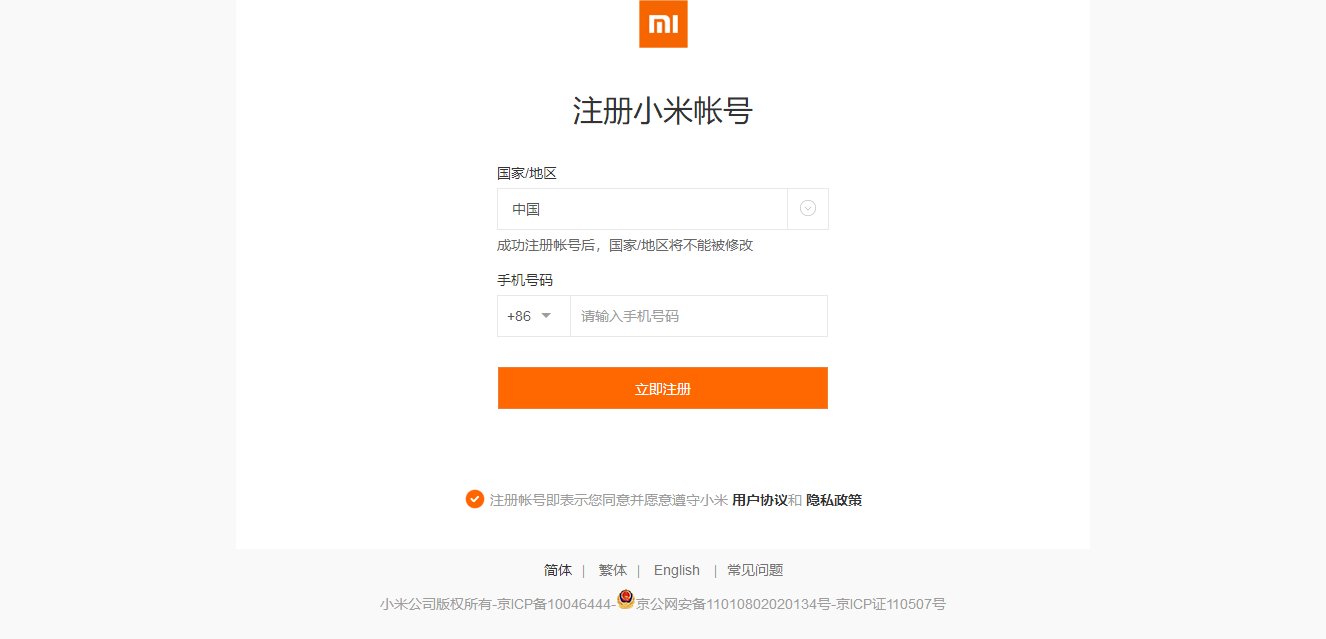 mi
注册小米帐号
国家/地区
中国
成功注册帐号后，国家/地区将不能被修改
手机号码
+86 请输入手机号码
立即注册
注册帐号即表示您同意并愿意遵守小米 用户协议和 隐私政策
简体 | 繁体 | English | 常见问题
小米公司版权所有-京ICP备10046444-京公网安备11010802020134号-京ICP证110507号